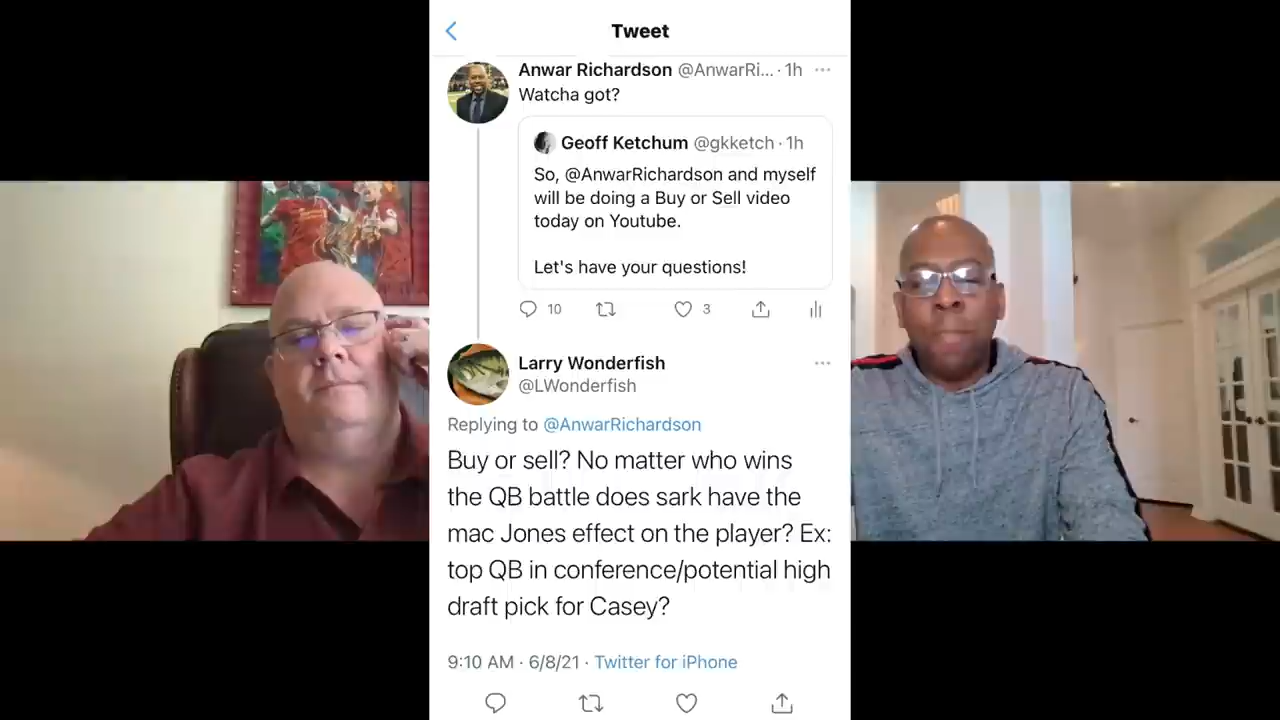 Tweet
Anwar Richardson @AnwarRi... · 1h
Watcha got?
Geoff Ketchum @gkketch · 1h
So, @AnwarRichardson and myself
will be doing a Buy or Sell video
today on Youtube.
Let's have your questions!
10 3
Larry Wonderfish
@LWonderfish
Replying to @AnwarRichardson
Buy or sell? No matter who wins
the QB battle does sark have the
mac Jones effect on the player? Ex:
top QB in conference/potential high
draft pick for Casey?
9:10 AM · 6/8/21 · Twitter for iPhone